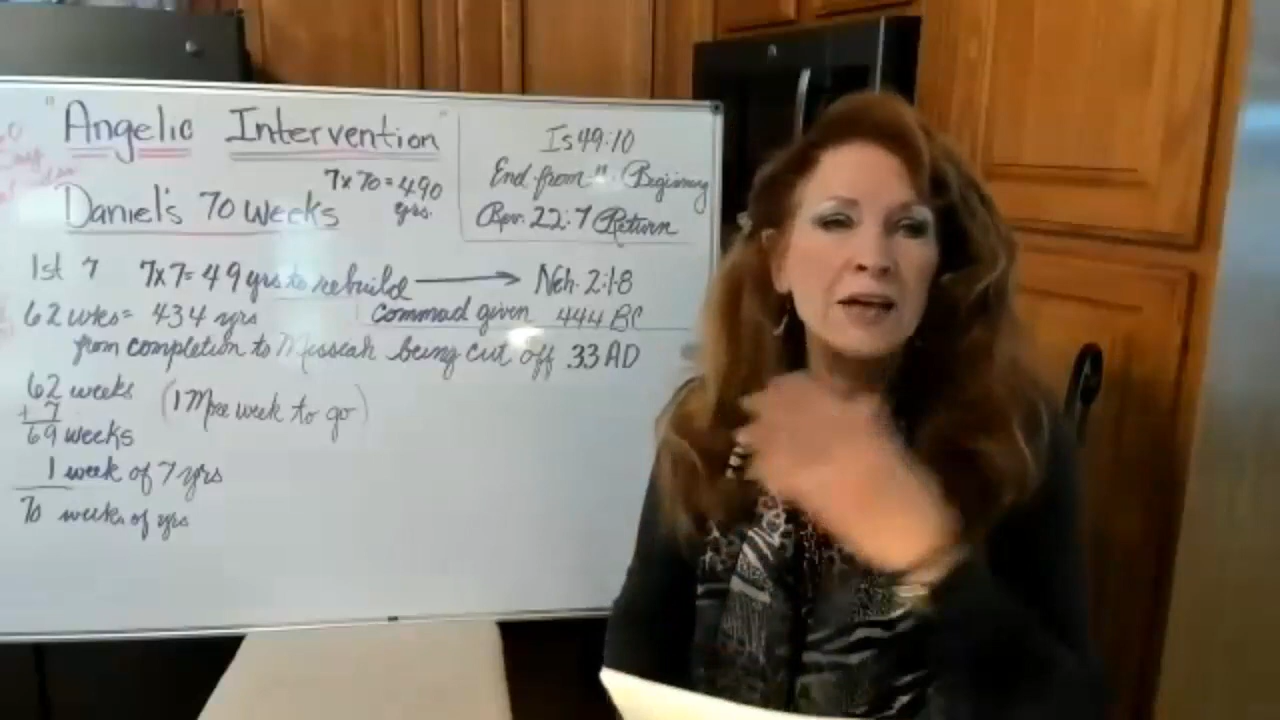 "Angelic Intervention"
Daniel's 70 weeks
7x70=490
yrs.
Is 49:10
End from " Beginning
Rev. 22:7 Return
1st 7 7x7=49 yrs to rebuild → Neh. 2:1-8
62 wks= 434 yrs Commad given 444 BC
from completion to Messeah being cut off 33 AD
62 weeks
+ 7
69 weeks
(1 More week to go)
1 week of 7 yrs
70 weeks of yrs